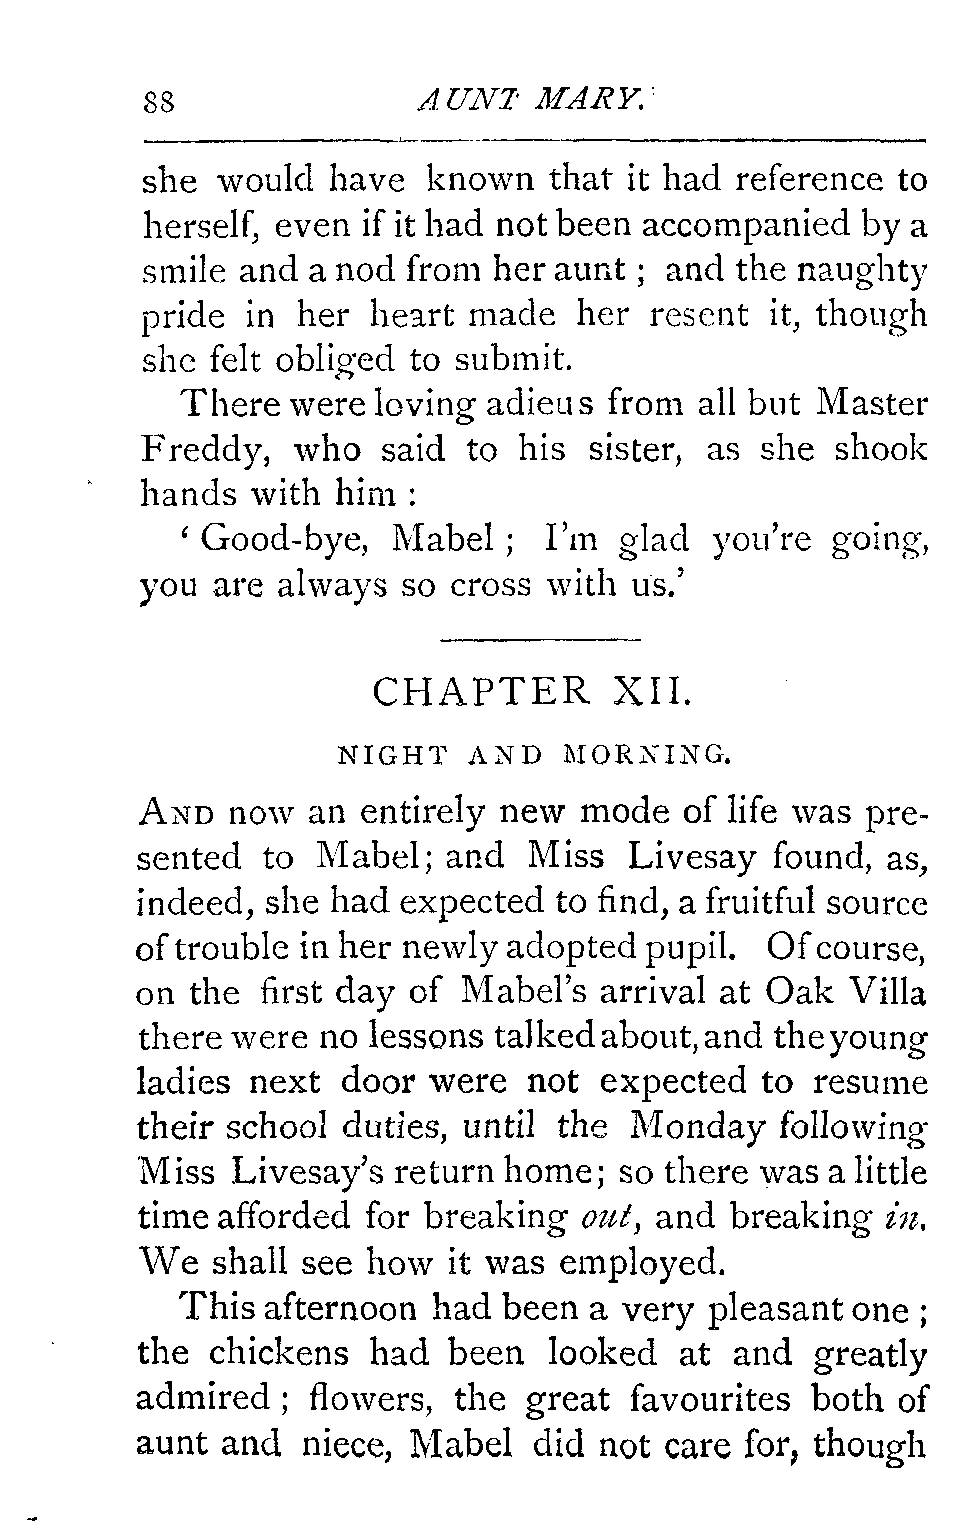 88 AUNT MARY.
she would have known that it had reference to
herself, even if it had not been accompanied by a
smile and a nod from her aunt ; and the naughty
pride in her heart made her resent it, though
she felt obliged to submit.
There were loving adieus from all but Master
Freddy, who said to his sister, as she shook
hands with him :
‘ Good-bye, Mabel ; I’m glad you’re going,
you are always so cross with us.’
CHAPTER XII.
NIGHT AND MORNING.
AND now an entirely new mode of life was pre-
sented to Mabel; and Miss Livesay found, as,
indeed, she had expected to find, a fruitful source
of trouble in her newly adopted pupil. Of course,
on the first day of Mabel’s arrival at Oak Villa
there were no lessons talked about, and the young
ladies next door were not expected to resume
their school duties, until the Monday following
Miss Livesay’s return home; so there was a little
time afforded for breaking out, and breaking in.
We shall see how it was employed.
This afternoon had been a very pleasant one ;
the chickens had been looked at and greatly
admired ; flowers, the great favourites both of
aunt and niece, Mabel did not care for, though